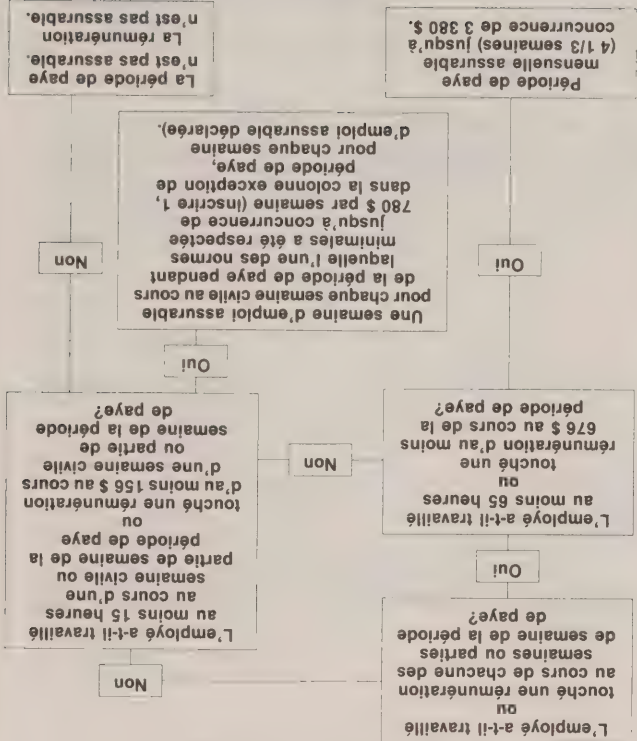 L'employé a-t-il travaillé
ou
touché une rémunération
au cours de chacune des
semaines ou parties
de semaine de la période
de paye?
Non
Oui
L'employé a-t-il travaillé
au moins 65 heures
ou
touché une
rémunération d'au moins
676 $ au cours de la
période de paye?
Non
L'employé a-t-il travaillé
au moins 15 heures
au cours d'une
semaine civile ou
partie de semaine de la
période de paye
ou
touché une rémunération
d'au moins 156 $ au cours
d'une semaine civile
ou partie de
semaine de la période
de paye?
Oui
Oui
Une semaine d'emploi assurable
pour chaque semaine civile au cours
de la période de paye pendant
laquelle l'une des normes
minimales a été respectée
jusqu'à concurrence de
780 $ par semaine (inscrire 1,
dans la colonne exception de
période de paye,
pour chaque semaine
d'emploi assurable déclarée).
Non
Période de paye
mensuelle assurable
(4 1/3 semaines) jusqu'à
concurrence de 3 380 $.
La période de paye
n'est pas assurable.
La rémunération
n'est pas assurable.